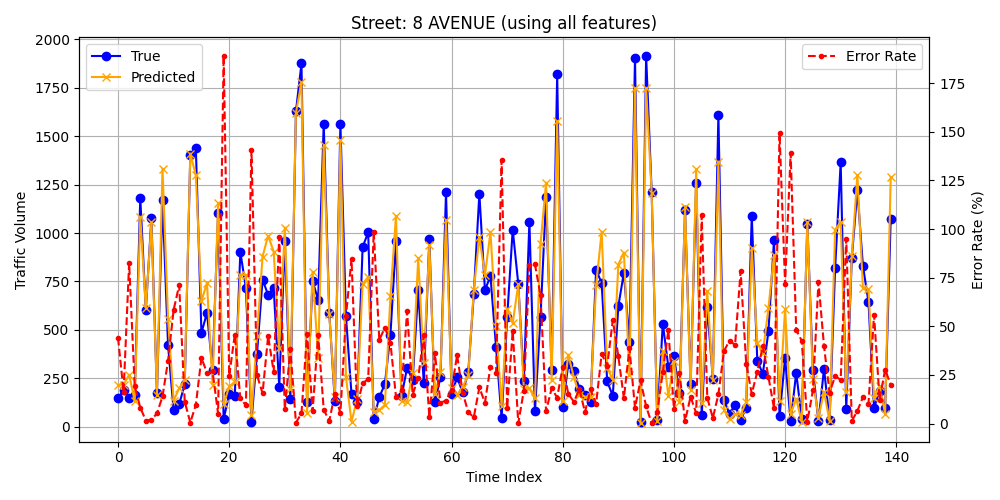 Street: 8 AVENUE (using all features)
True
Predicted
Error Rate
Traffic Volume
2000
1750
1500
1250
1000
750
500
250
0
175
150
125
100
75
50
25
0
Error Rate (%)
0 20 40 60 80 100 120 140
Time Index